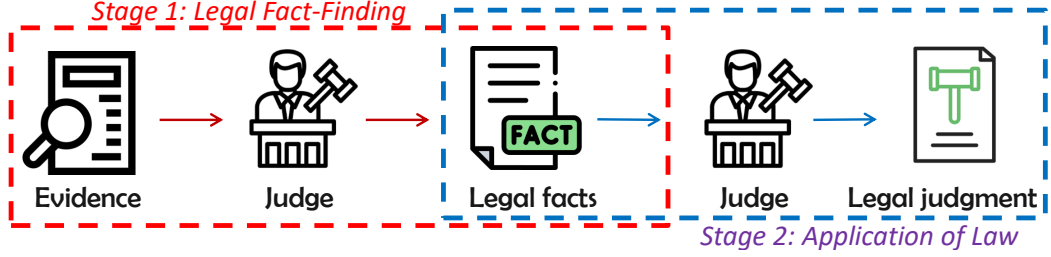 Stage 1: Legal Fact-Finding
FACT
Evidence
Judge
Legal facts
Judge
Legal judgment
Stage 2: Application of Law